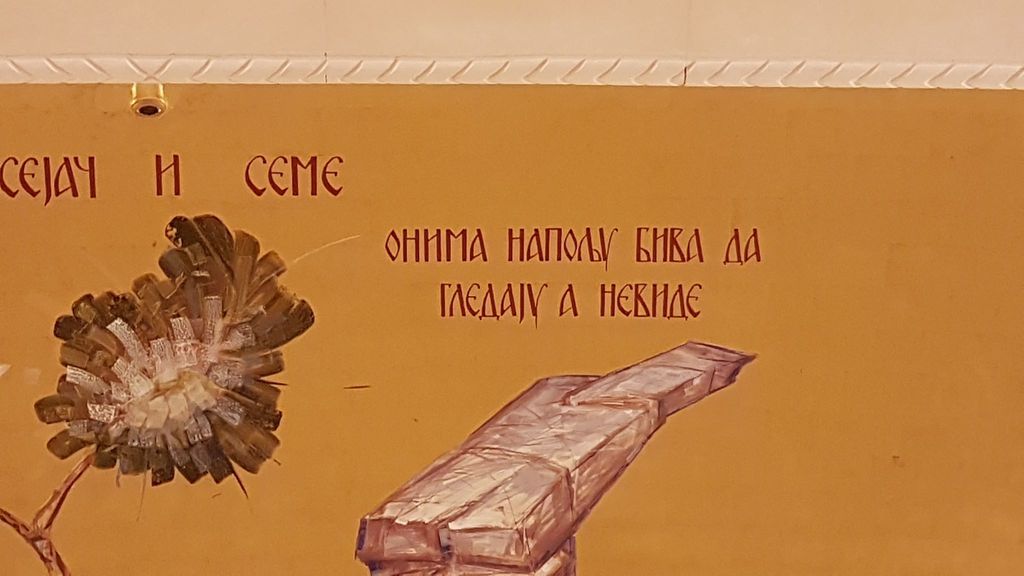 СЕЈАЧ И СЕМЕ
ОНИМА НАПОЉУ БИВА ДА
ГЛЕДАЈУ А НЕВИДЕ